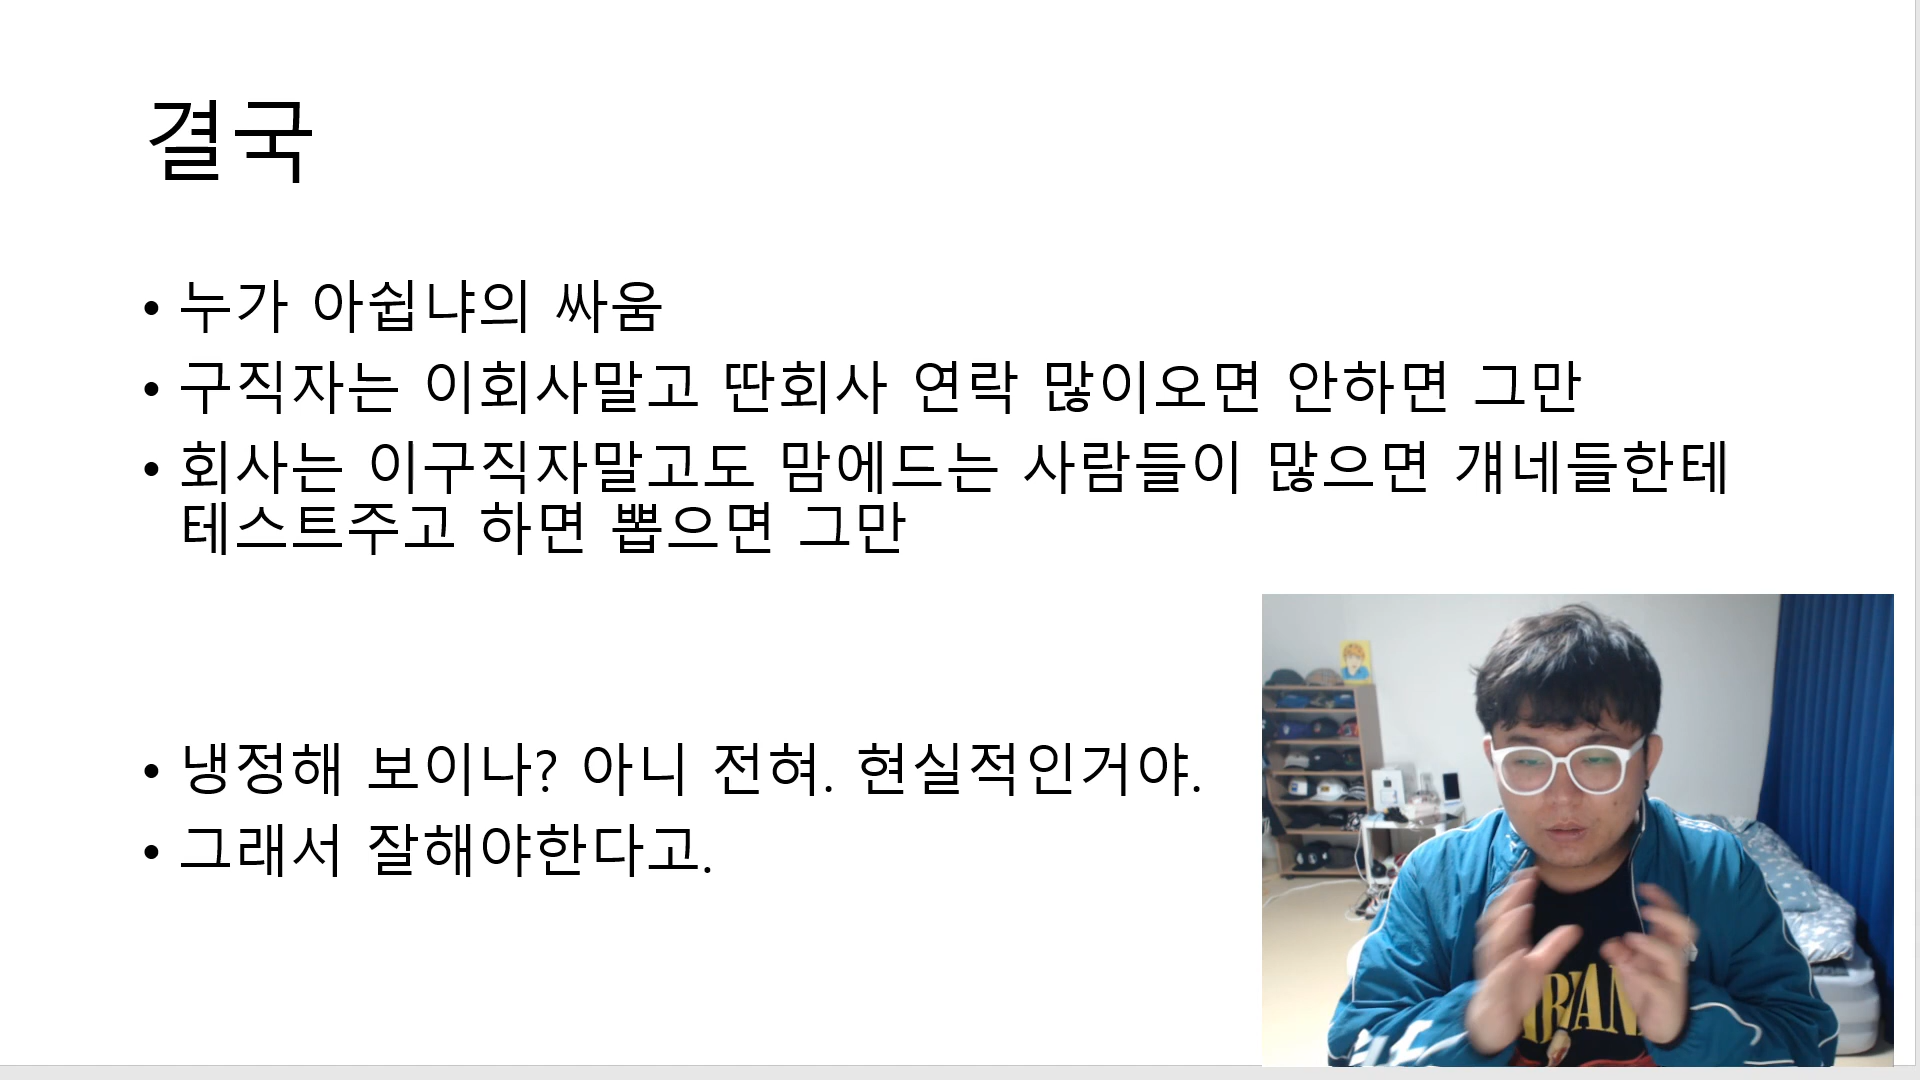 결국
• 누가 아쉽냐의 싸움
• 구직자는 이회사말고 딴회사 연락 많이오면 안하면 그만
• 회사는 이구직자말고도 맘에드는 사람들이 많으면 걔네들한테
테스트주고 하면 뽑으면 그만
• 냉정해 보이나? 아니 전혀. 현실적인거야.
• 그래서 잘해야한다고.